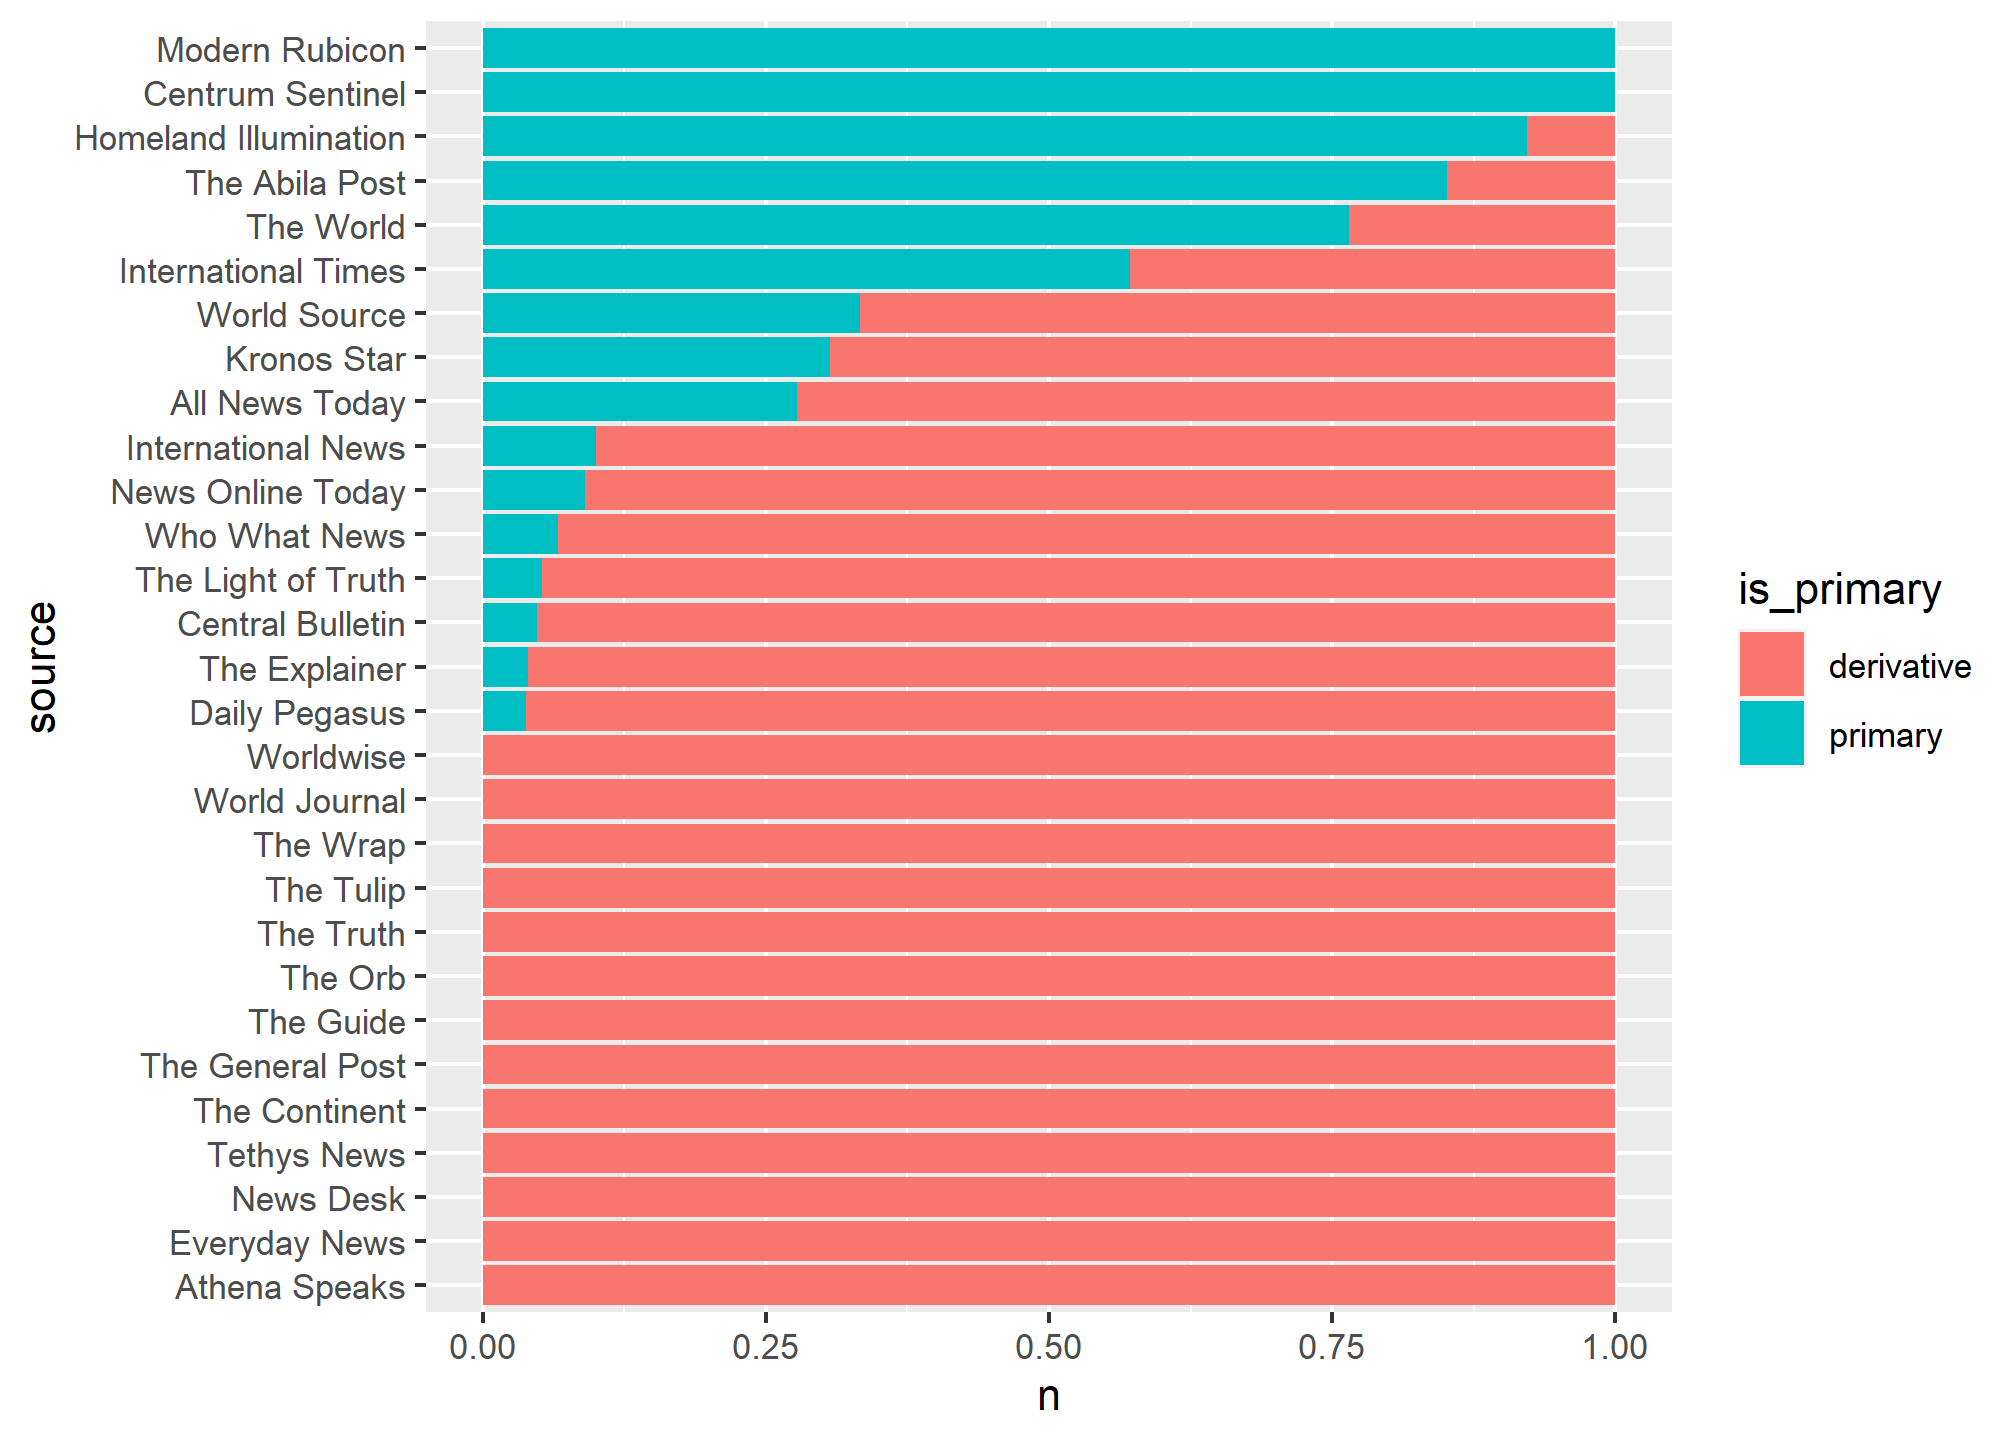 Modern Rubicon
Centrum Sentinel
Homeland Illumination
The Abila Post
The World
International Times
World Source
Kronos Star
All News Today
International News
News Online Today
Who What News
The Light of Truth
Central Bulletin
The Explainer
Daily Pegasus
Worldwise
World Journal
The Wrap
The Tulip
The Truth
The Orb
The Guide
The General Post
The Continent
Tethys News
News Desk
Everyday News
Athena Speaks
source
0.00 0.25 0.50 0.75 1.00
n
is_primary
derivative
primary